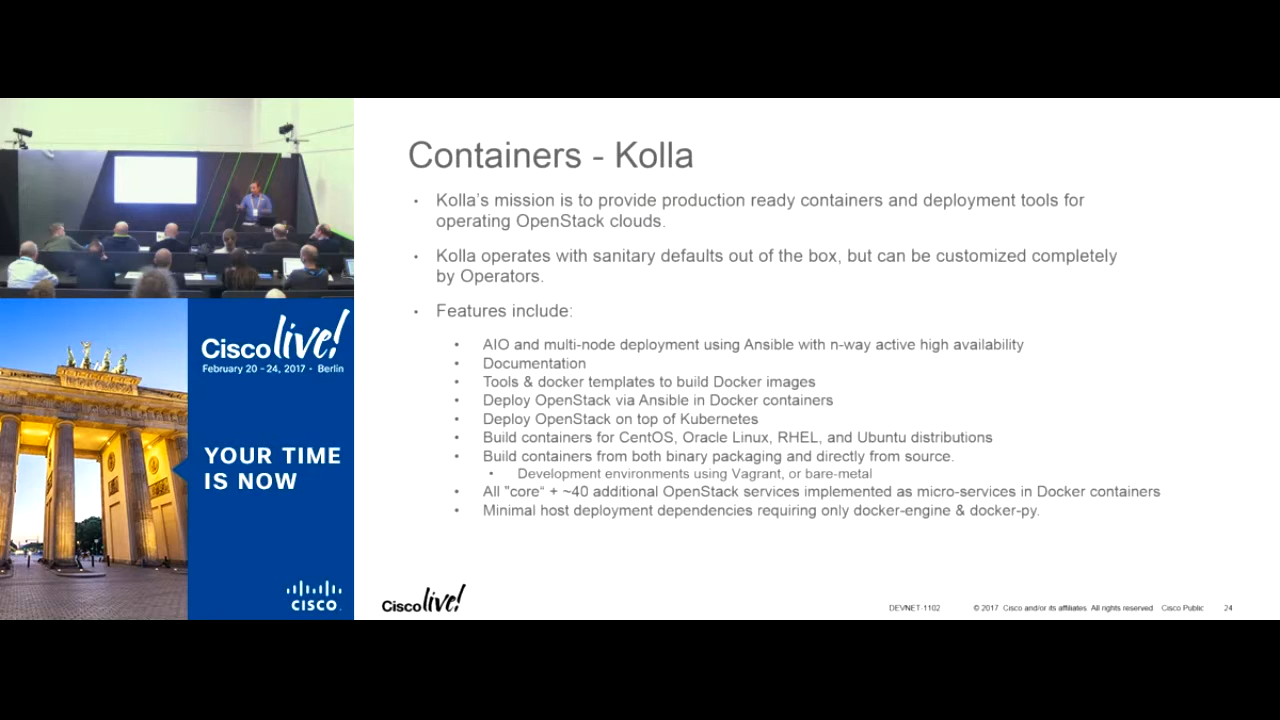 Containers - Kolla
• Kolla's mission is to provide production ready containers and deployment tools for
operating OpenStack clouds.
• Kolla operates with sanitary defaults out of the box, but can be customized completely
by Operators.
• Features include:
• AIO and multi-node deployment using Ansible with n-way active high availability
• Documentation
• Tools & docker templates to build Docker images
• Deploy OpenStack via Ansible in Docker containers
• Deploy OpenStack on top of Kubernetes
• Build containers for CentOS, Oracle Linux, RHEL, and Ubuntu distributions
• Build containers from both binary packaging and directly from source.
• Development environments using Vagrant, or bare-metal
• All "core“ + ~40 additional OpenStack services implemented as micro-services in Docker containers
• Minimal host deployment dependencies requiring only docker-engine & docker-py.
Cisco live!
February 20 - 24, 2017 • Berlin
YOUR TIME
IS NOW
CISCO.
Cisco live!
DEVNET-1102 © 2017 Cisco and/or its affiliates. All rights reserved Cisco Public 24